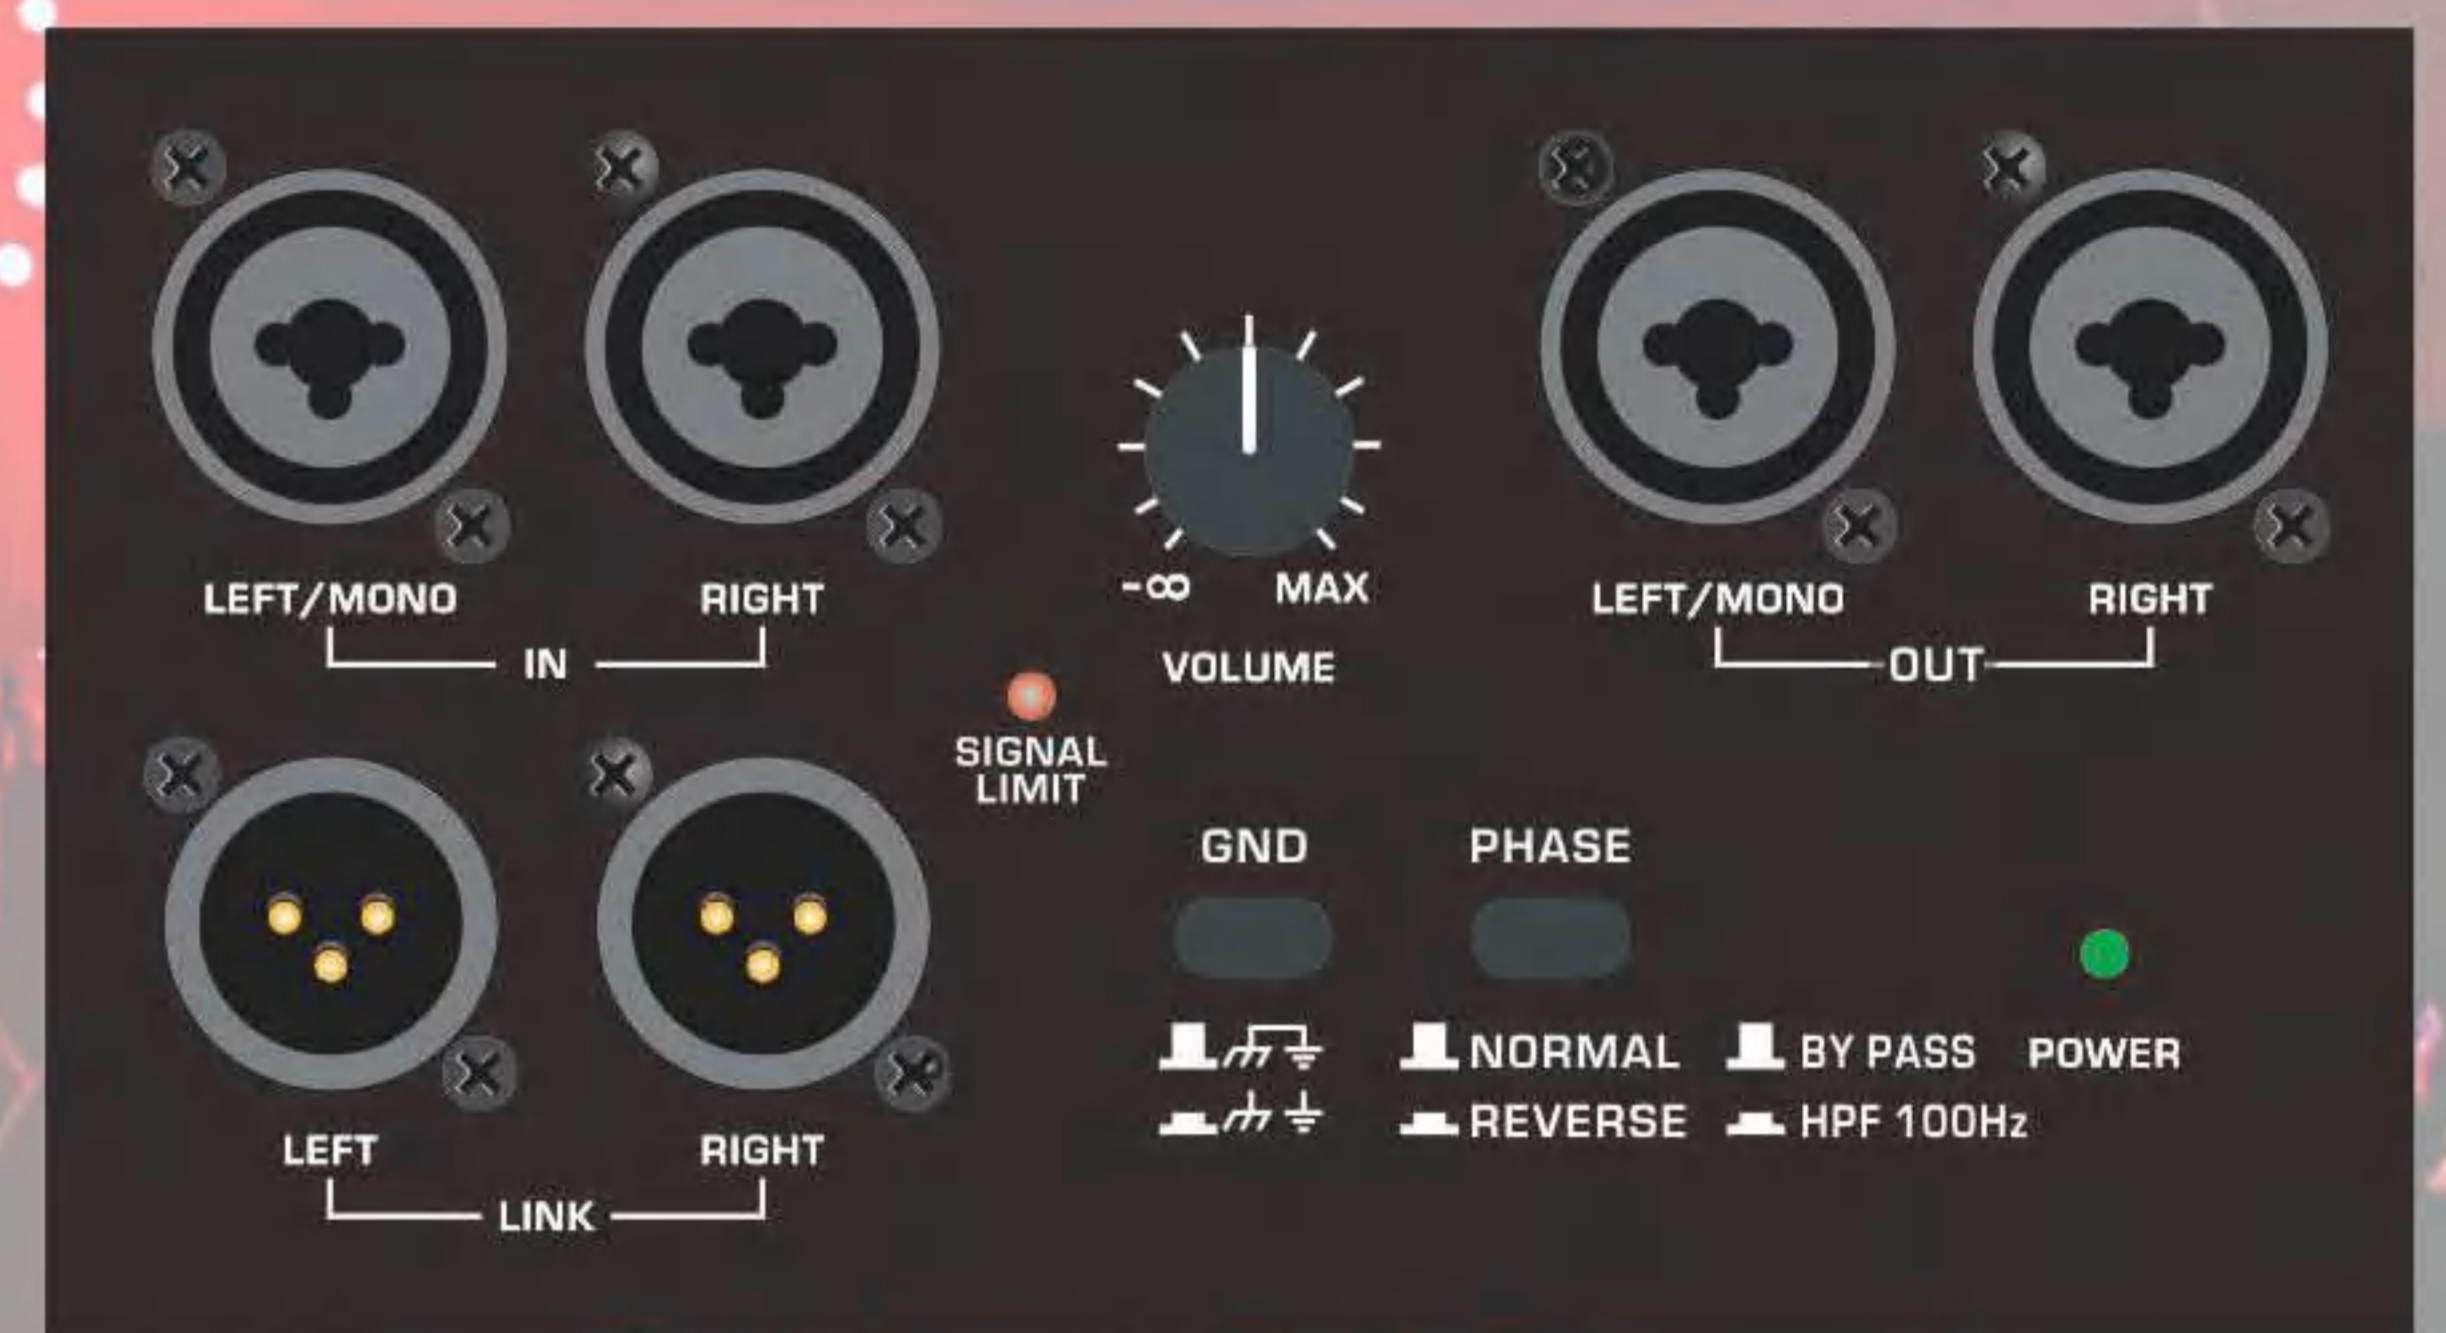 LEFT/MONO RIGHT
IN
-∞ MAX
VOLUME
LEFT/MONO RIGHT
OUT
SIGNAL
LIMIT
GND PHASE
NORMAL BY PASS POWER
REVERSE HPF 100Hz
LEFT RIGHT
LINK